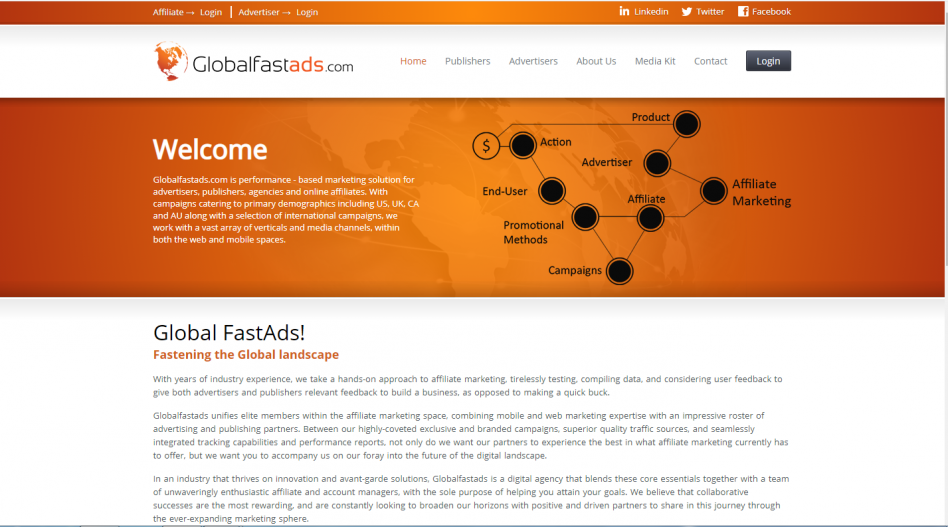 Affiliate → Login | Advertiser → Login
Linkedin Twitter Facebook
Globalfastads.com
Home Publishers Advertisers About Us Media Kit Contact Login
Welcome
Globalfastads.com is performance - based marketing solution for
advertisers, publishers, agencies and online affiliates. With
campaigns catering to primary demographics including US, UK, CA
and AU along with a selection of international campaigns, we
work with a vast array of verticals and media channels, within
both the web and mobile spaces.
Product
$
Action
Advertiser
End-User
Affiliate
Affiliate
Marketing
Promotional
Methods
Campaigns
Global FastAds!
Fastening the Global landscape
With years of industry experience, we take a hands-on approach to affiliate marketing, tirelessly testing, compiling data, and considering user feedback to
give both advertisers and publishers relevant feedback to build a business, as opposed to making a quick buck.
Globalfastads unifies elite members within the affiliate marketing space, combining mobile and web marketing expertise with an impressive roster of
advertising and publishing partners. Between our highly-coveted exclusive and branded campaigns, superior quality traffic sources, and seamlessly
integrated tracking capabilities and performance reports, not only do we want our partners to experience the best in what affiliate marketing currently has
to offer, but we want you to accompany us on our foray into the future of the digital landscape.
In an industry that thrives on innovation and avant-garde solutions, Globalfastads is a digital agency that blends these core essentials together with a team
of unwaveringly enthusiastic affiliate and account managers, with the sole purpose of helping you attain your goals. We believe that collaborative
successes are the most rewarding, and are constantly looking to broaden our horizons with positive and driven partners to share in this journey through
the ever-expanding marketing sphere.